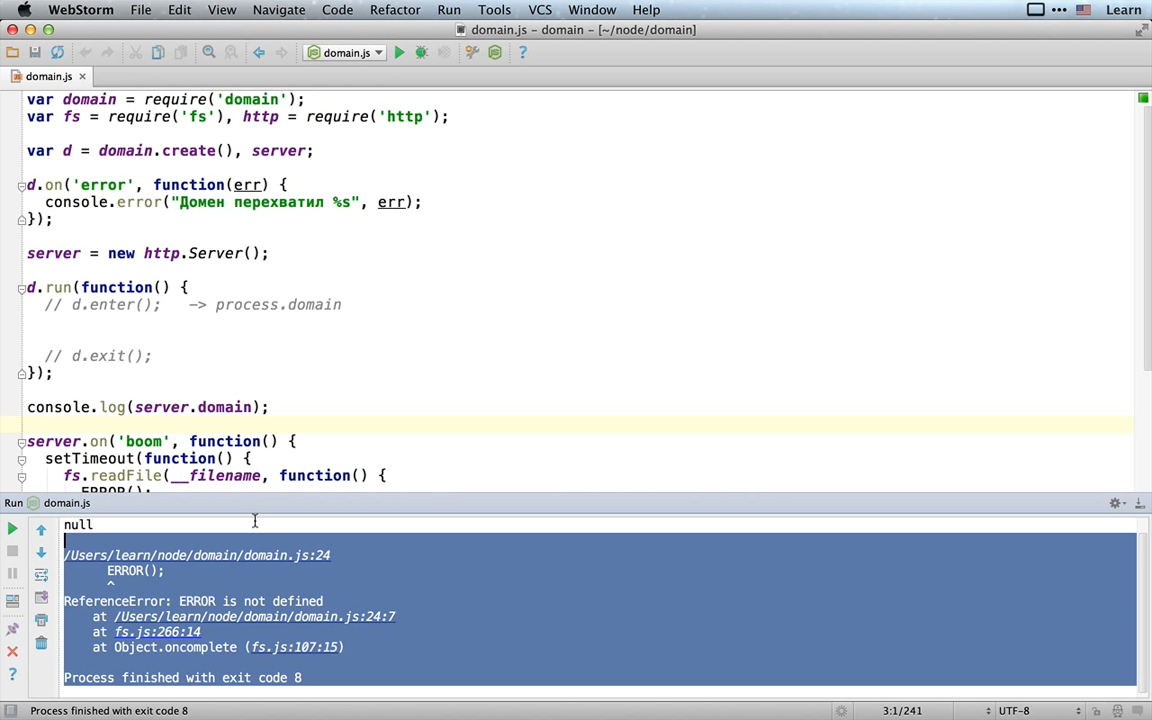 WebStorm File Edit View Navigate Code Refactor Run Tools VCS Window Help Learn
domain.js – domain – [~/node/domain]
domain.js
domain.js
var domain = require('domain');
var fs = require('fs'), http = require('http');
var d = domain.create(), server;
d.on('error', function(err) {
console.error("Домен перехватил %s", err);
});
server = new http.Server();
d.run(function() {
// d.enter(); -> process.domain
// d.exit();
});
console.log(server.domain);
server.on('boom', function() {
setTimeout(function() {
fs.readFile(__filename, function() {
ERROR();
Run domain.js
null
/Users/learn/node/domain/domain.js:24
ERROR();
^
ReferenceError: ERROR is not defined
at /Users/learn/node/domain/domain.js:24:7
at fs.js:266:14
at Object.oncomplete (fs.js:107:15)
Process finished with exit code 8
Process finished with exit code 8 3:1/241 UTF-8